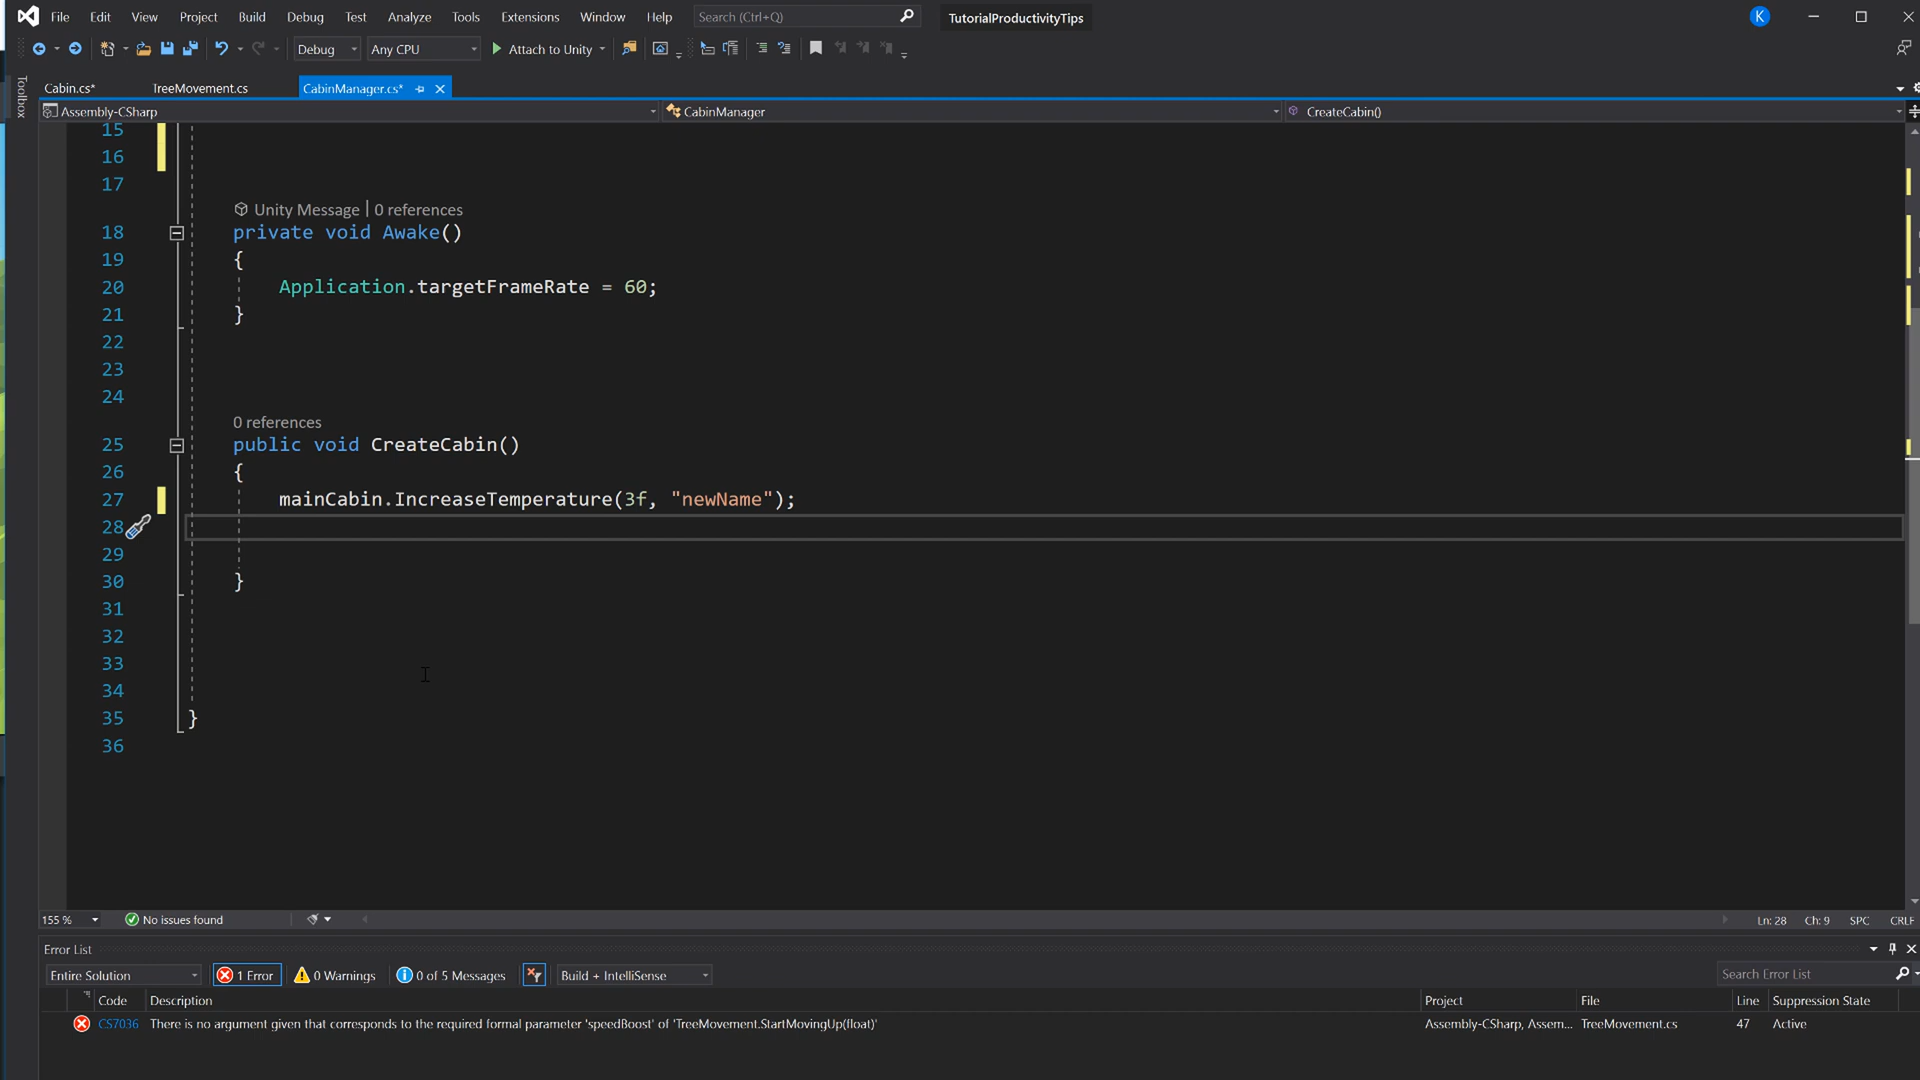 File Edit View Project Build Debug Test Analyze Tools Extensions Window Help Search (Ctrl+Q) TutorialProductivityTips K
Debug Any CPU Attach to Unity
Toolbox
Cabin.cs* TreeMovement.cs CabinManager.cs*
Assembly-CSharp CabinManager CreateCabin()
15
16
17
Unity Message | 0 references
18 private void Awake()
19 {
20 Application.targetFrameRate = 60;
21 }
22
23
24
0 references
25 public void CreateCabin()
26 {
27 mainCabin.IncreaseTemperature(3f, "newName");
28
29
30 }
31
32
33
34
35 }
36
155 % No issues found Ln: 28 Ch: 9 SPC CRLF
Error List
Entire Solution 1 Error 0 Warnings 0 of 5 Messages Build + IntelliSense Search Error List
Code Description Project File Line Suppression State
CS7036 There is no argument given that corresponds to the required formal parameter 'speedBoost' of 'TreeMovement.StartMovingUp(float)' Assembly-CSharp, Assem... TreeMovement.cs 47 Active